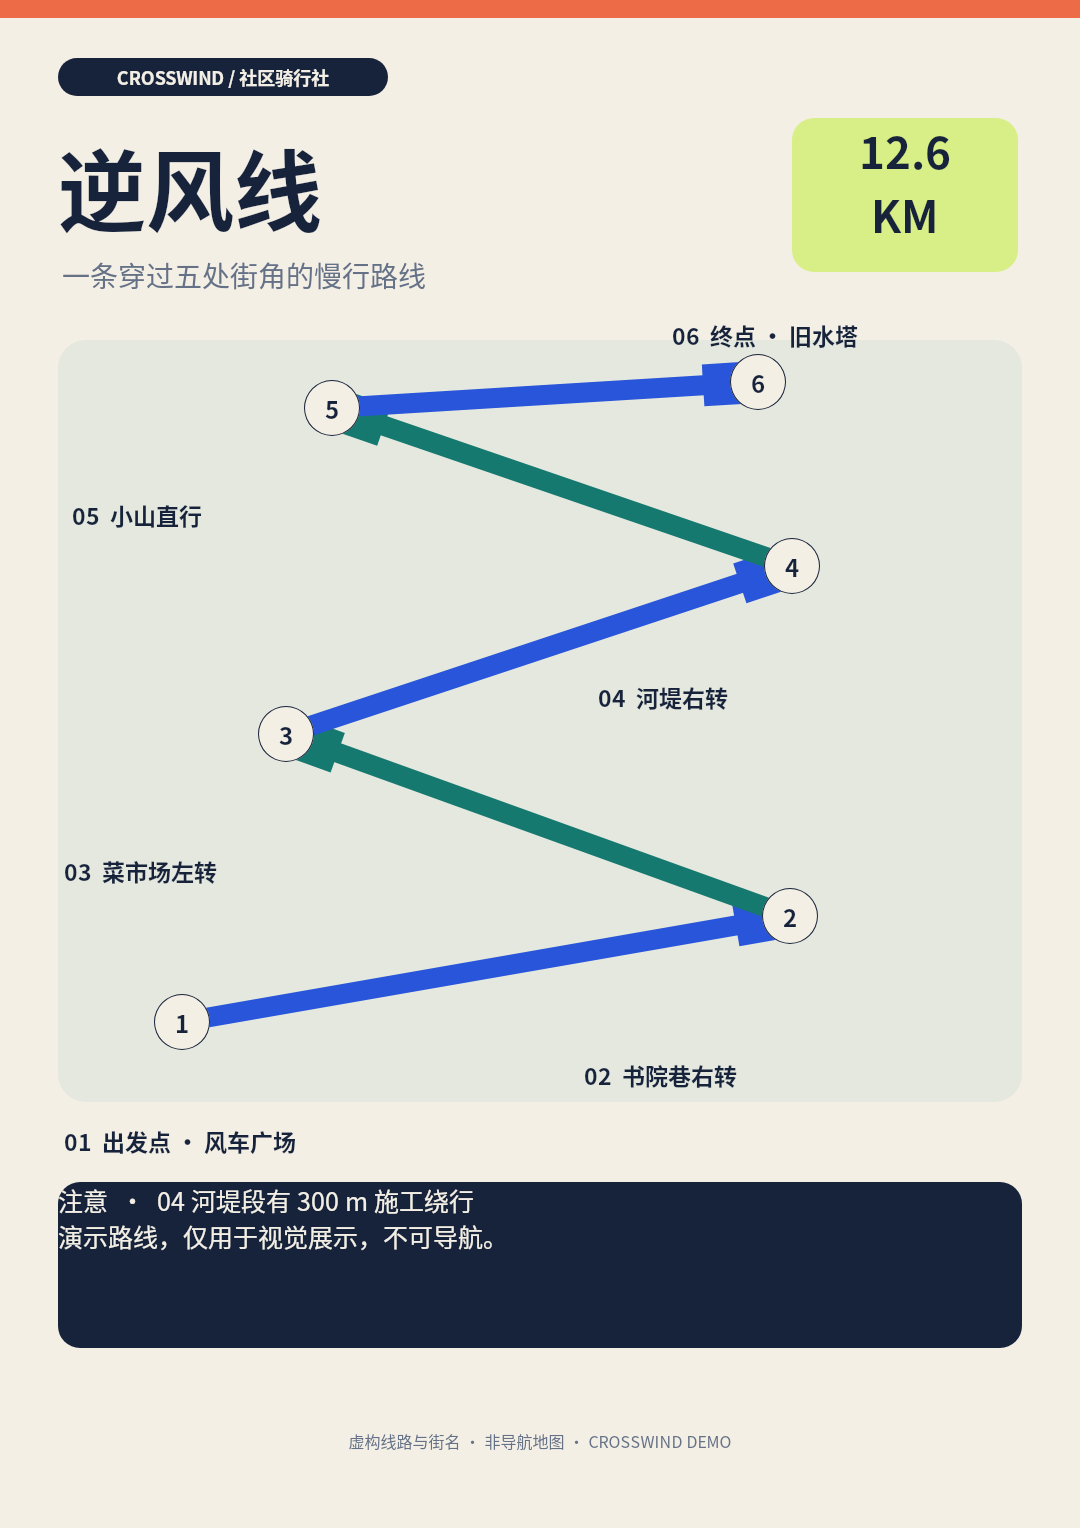 CROSSWIND / 社区骑行社
逆风线
一条穿过五处街角的慢行路线
12.6
KM
06 终点 · 旧水塔
6
5
05 小山直行
4
04 河堤右转
3
03 菜市场左转
2
1
02 书院巷右转
01 出发点 · 风车广场
注意 · 04 河堤段有 300 m 施工绕行
演示路线，仅用于视觉展示，不可导航。
虚构线路与街名 · 非导航地图 · CROSSWIND DEMO